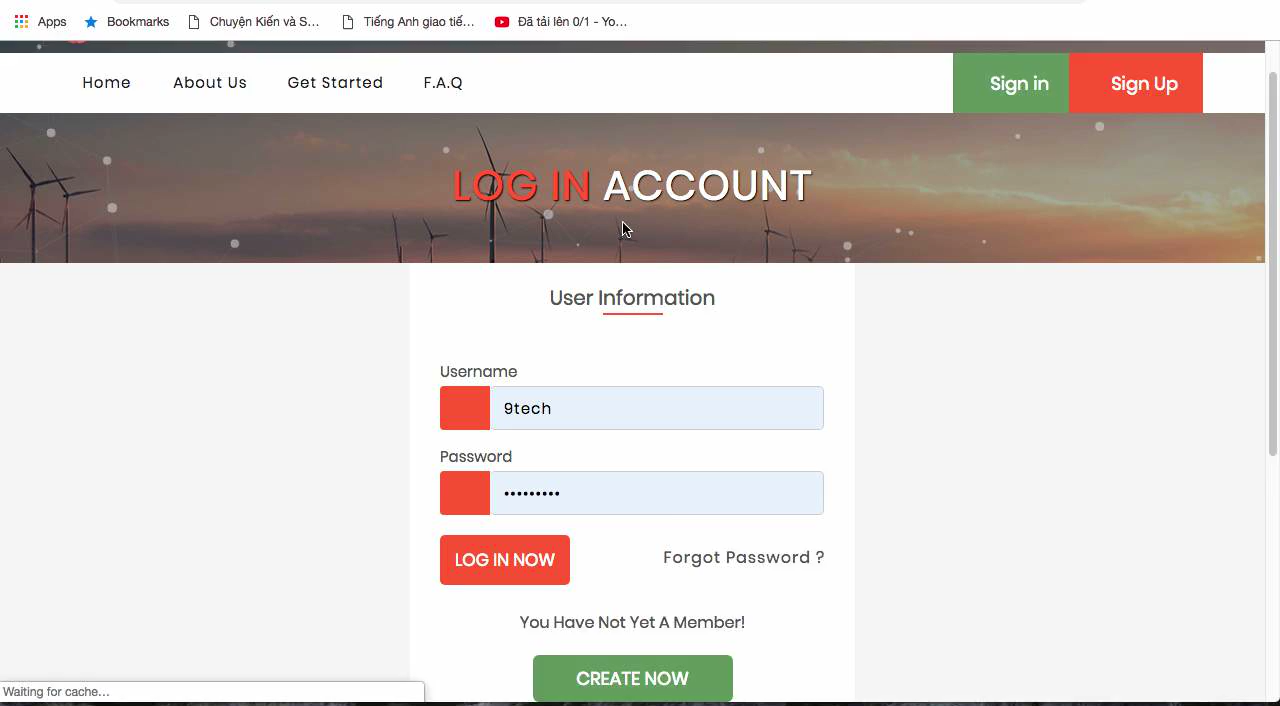 Apps Bookmarks Chuyện Kiến và S... Tiếng Anh giao tiế... Đã tải lên 0/1 - Yo...
Home About Us Get Started F.A.Q Sign in Sign Up
LOG IN ACCOUNT
User Information
Username
9tech
Password
•••••••••
LOG IN NOW Forgot Password ?
You Have Not Yet A Member!
CREATE NOW
Waiting for cache...